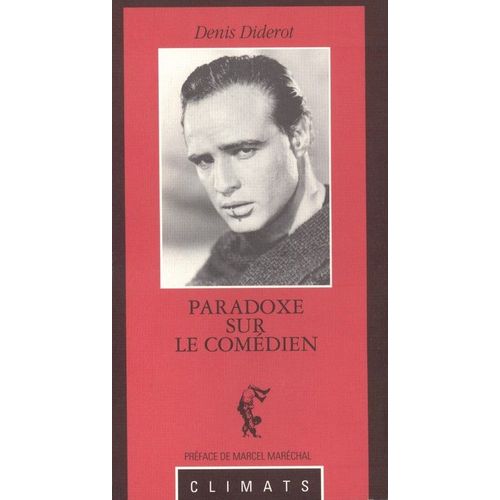 Denis Diderot
PARADOXE
SUR
LE COMÉDIEN
PRÉFACE DE MARCEL MARÉCHAL
CLIMATS